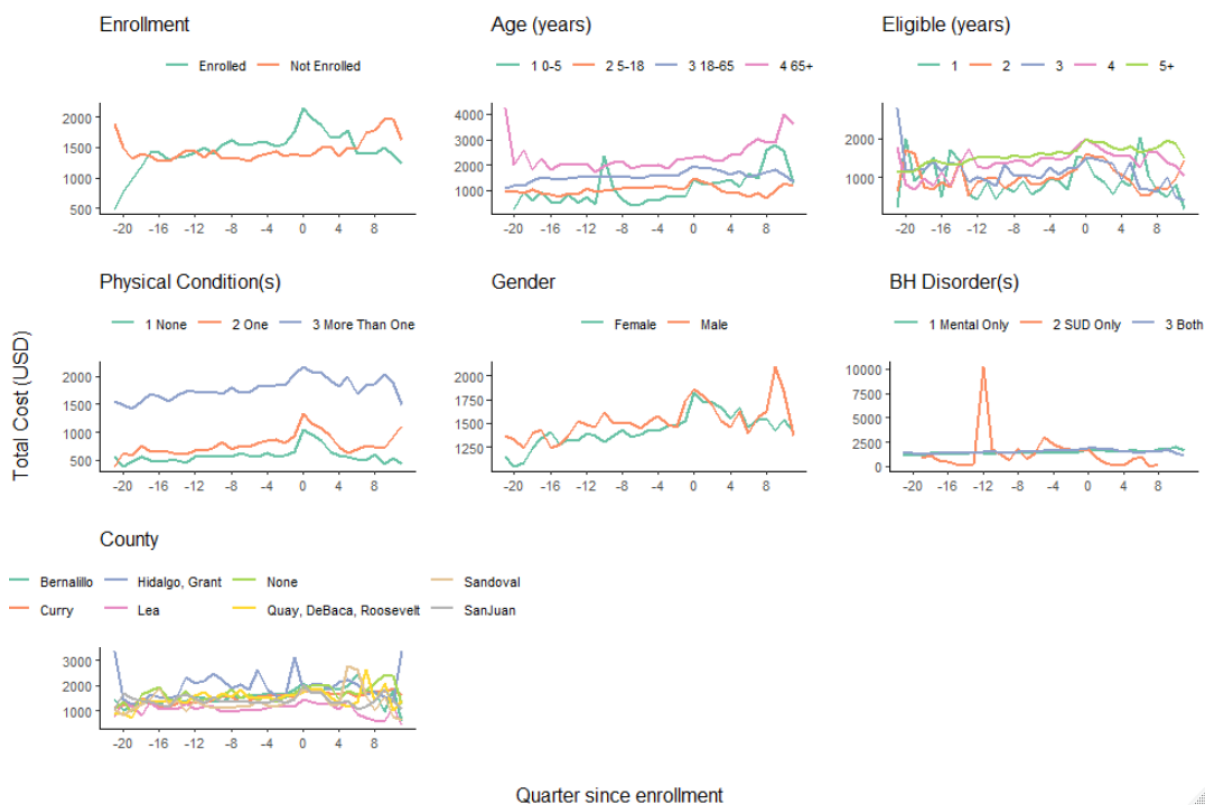 Enrollment
Enrolled Not Enrolled
2000
1500
1000
500
-20 -16 -12 -8 -4 0 4 8
Age (years)
1 0-5 2 5-18 3 18-65 4 65+
4000
3000
2000
1000
-20 -16 -12 -8 -4 0 4 8
Eligible (years)
1 2 3 4 5+
2000
1000
-20 -16 -12 -8 -4 0 4 8
Total Cost (USD)
Physical Condition(s)
1 None 2 One 3 More Than One
2000
1500
1000
500
-20 -16 -12 -8 -4 0 4 8
Gender
Female Male
2000
1750
1500
1250
-20 -16 -12 -8 -4 0 4 8
BH Disorder(s)
1 Mental Only 2 SUD Only 3 Both
10000
7500
5000
2500
0
-20 -16 -12 -8 -4 0 4 8
County
Bernalillo Hidalgo, Grant None Sandoval
Curry Lea Quay, DeBaca, Roosevelt SanJuan
3000
2000
1000
-20 -16 -12 -8 -4 0 4 8
Quarter since enrollment